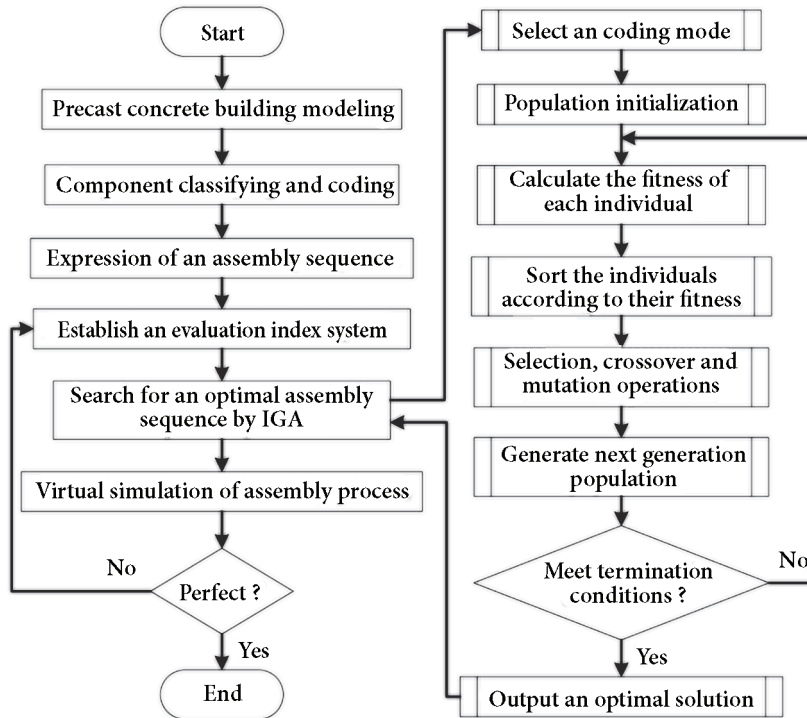 Start
Precast concrete building modeling
Component classifying and coding
Expression of an assembly sequence
Establish an evaluation index system
Search for an optimal assembly
sequence by IGA
Virtual simulation of assembly process
No
Perfect ?
Yes
End
Select an coding mode
Population initialization
Calculate the fitness of
each individual
Sort the individuals
according to their fitness
Selection, crossover and
mutation operations
Generate next generation
population
Meet termination
conditions ?
No
Yes
Output an optimal solution